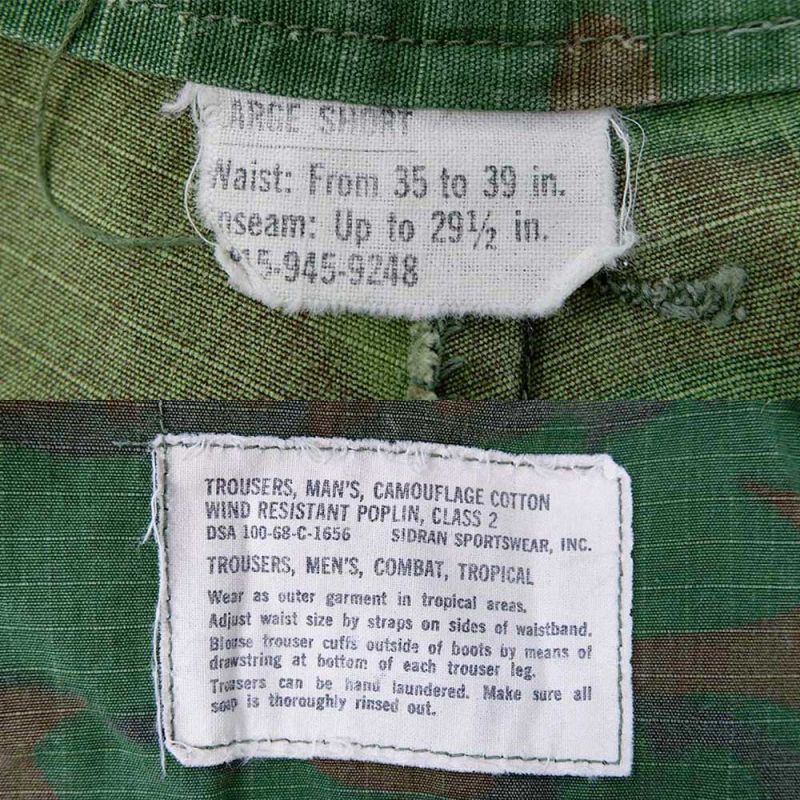 ARGE SHORT
Waist: From 35 to 39 in.
nseam: Up to 29½ in.
15-945-9248
TROUSERS, MAN'S, CAMOUFLAGE COTTON
WIND RESISTANT POPLIN, CLASS 2
DSA 100-68-C-1656 SIDRAN SPORTSWEAR, INC.
TROUSERS, MEN'S, COMBAT, TROPICAL
Wear as outer garment in tropical areas.
Adjust waist size by straps on sides of waistband.
Blouse trouser cuffs outside of boots by means of
drawstring at bottom of each trouser leg.
Trousers can be hand laundered. Make sure all
soap is thoroughly rinsed out.